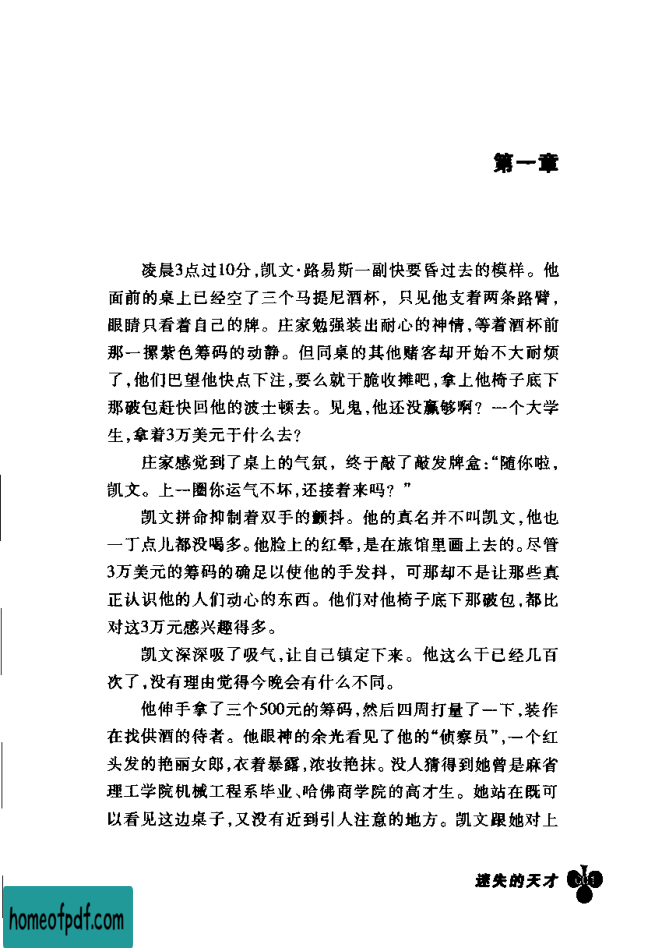 第一章
凌晨3点过10分,凯文·路易斯一副快要昏过去的模样。他
面前的桌上已经空了三个马提尼酒杯，只见他支着两条路臂，
眼睛只看着自己的牌。庄家勉强装出耐心的神情,等着酒杯前
那一摞紫色筹码的动静。但同桌的其他赌客却开始不大耐烦
了,他们巴望他快点下注,要么就干脆收摊吧,拿上他椅子底下
那破包赶快回他的波士顿去。见鬼,他还没赢够啊？一个大学
生,拿着3万美元干什么去?
庄家感觉到了桌上的气氛，终于敲了敲发牌盒:“随你啦，
凯文。上一圈你运气不坏,还接着来吗？”
凯文拼命抑制着双手的颤抖。他的真名并不叫凯文,他也
一丁点儿都没喝多。他脸上的红晕,是在旅馆里画上去的。尽管
3万美元的筹码的确足以使他的手发抖，可那却不是让那些真
正认识他的人们动心的东西。他们对他椅子底下那破包,都比
对这3万元感兴趣得多。
凯文深深吸了吸气,让自己镇定下来。他这么干已经几百
次了,没有理由觉得今晚会有什么不同。
他伸手拿了三个500元的筹码,然后四周打量了一下,装作
在找供酒的侍者。他眼神的余光看见了他的“侦察员”,一个红
头发的艳丽女郎,衣着暴露,浓妆艳抹。没人猜得到她曾是麻省
理工学院机械工程系毕业、哈佛商学院的高才生。她站在既可
以看见这边桌子,又没有近到引人注意的地方。凯文跟她对上
迷失的天才 001
homeofpdf.com